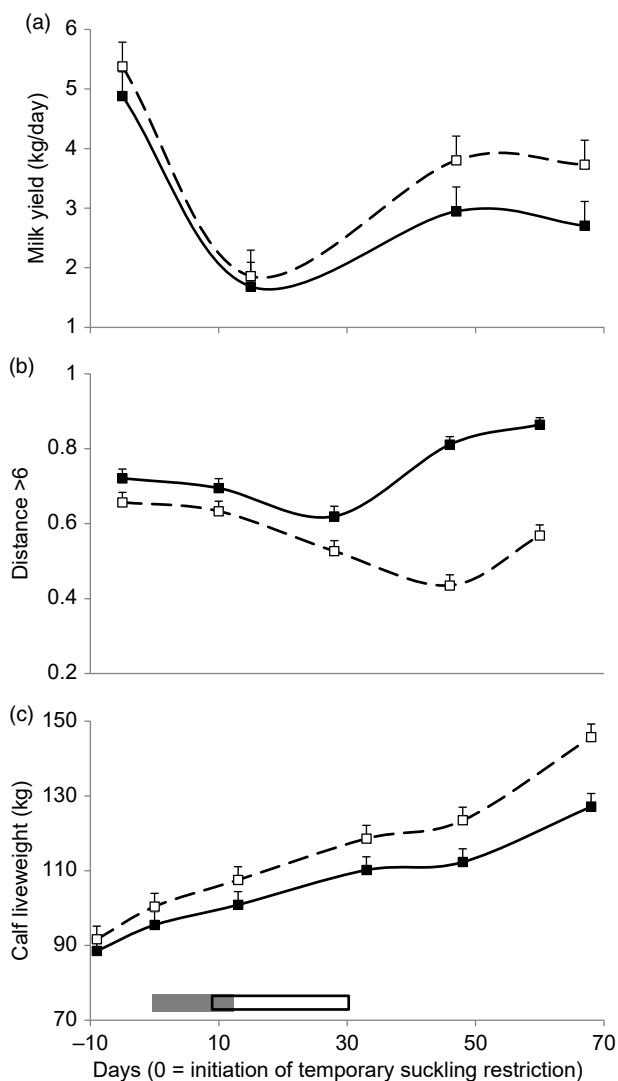 (a)
6
5
4
3
2
1
Milk yield (kg/day)
(b)
1
0.8
0.6
0.4
0.2
Distance >6
(c)
150
130
110
90
70
Calf liveweight (kg)
–10 10 30 50 70
Days (0 = initiation of temporary suckling restriction)